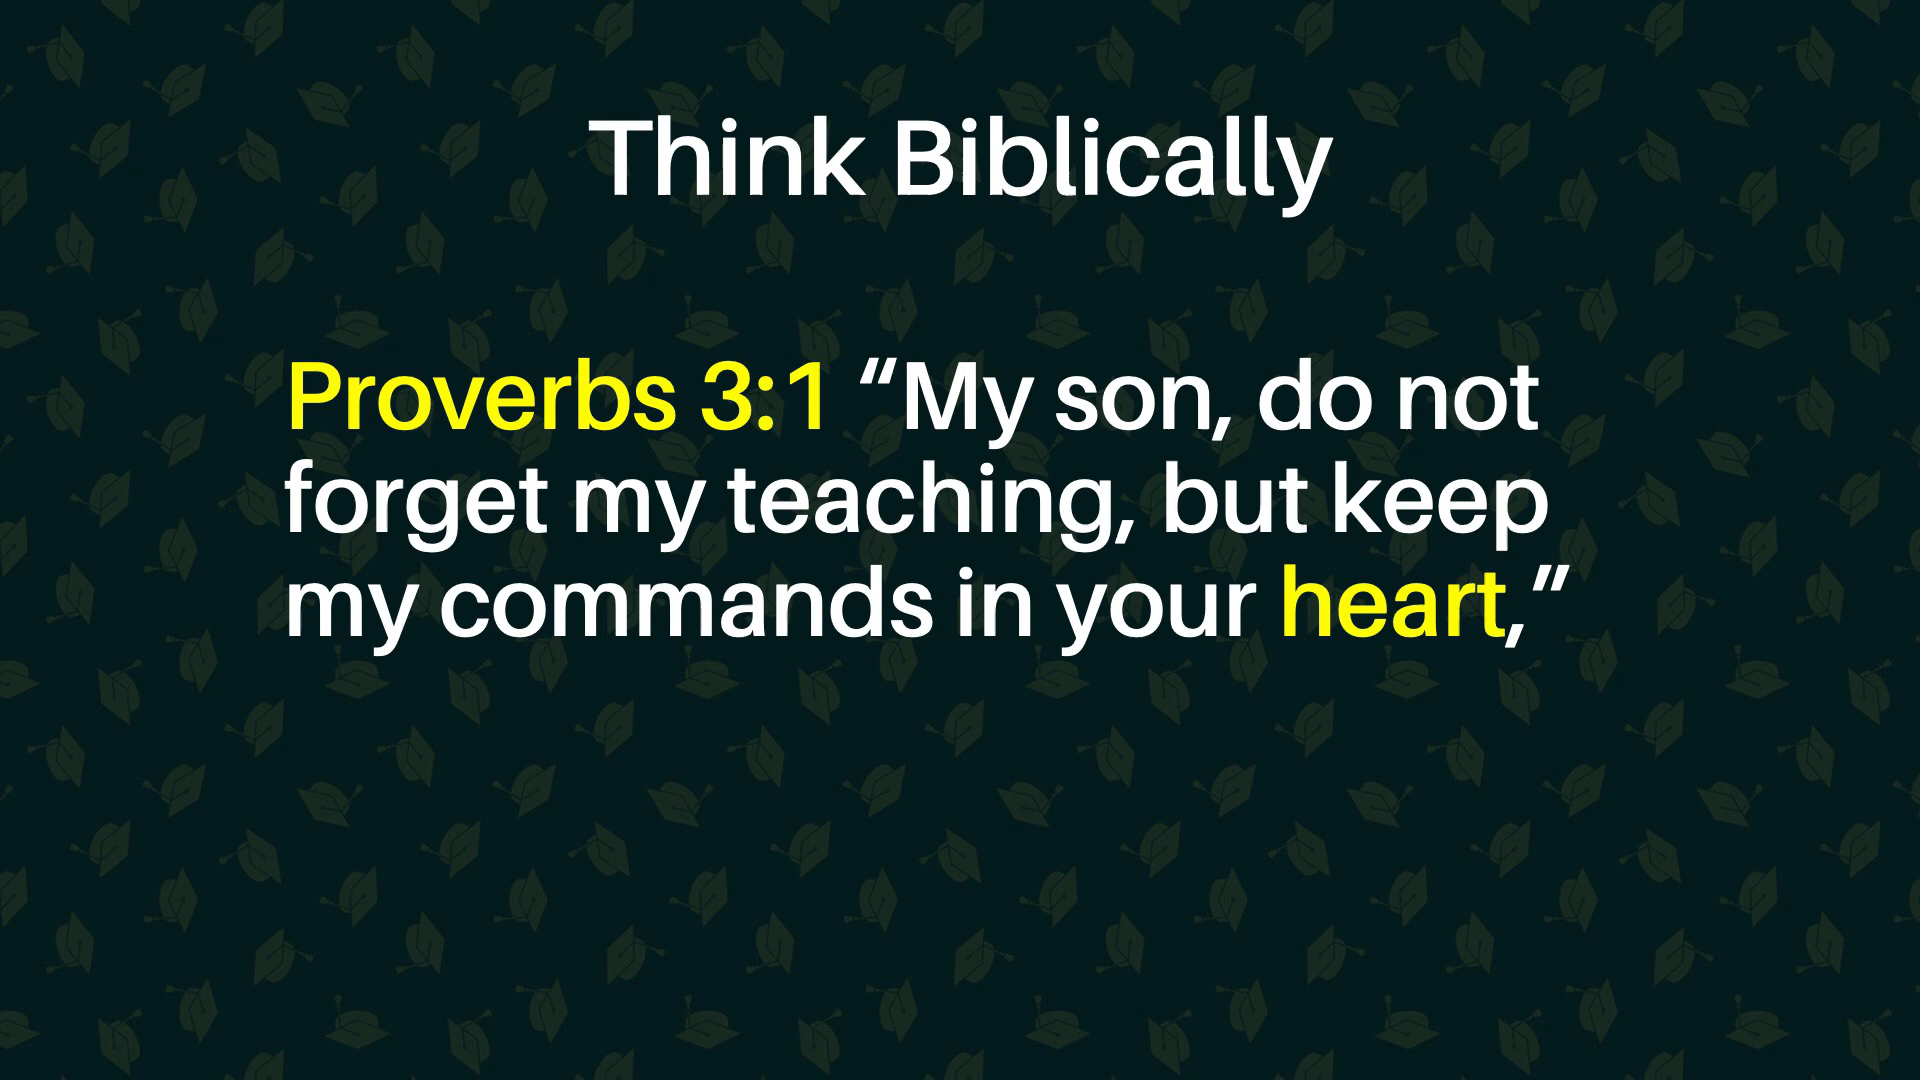 Think Biblically
Proverbs 3:1 “My son, do not
forget my teaching, but keep
my commands in your heart,”